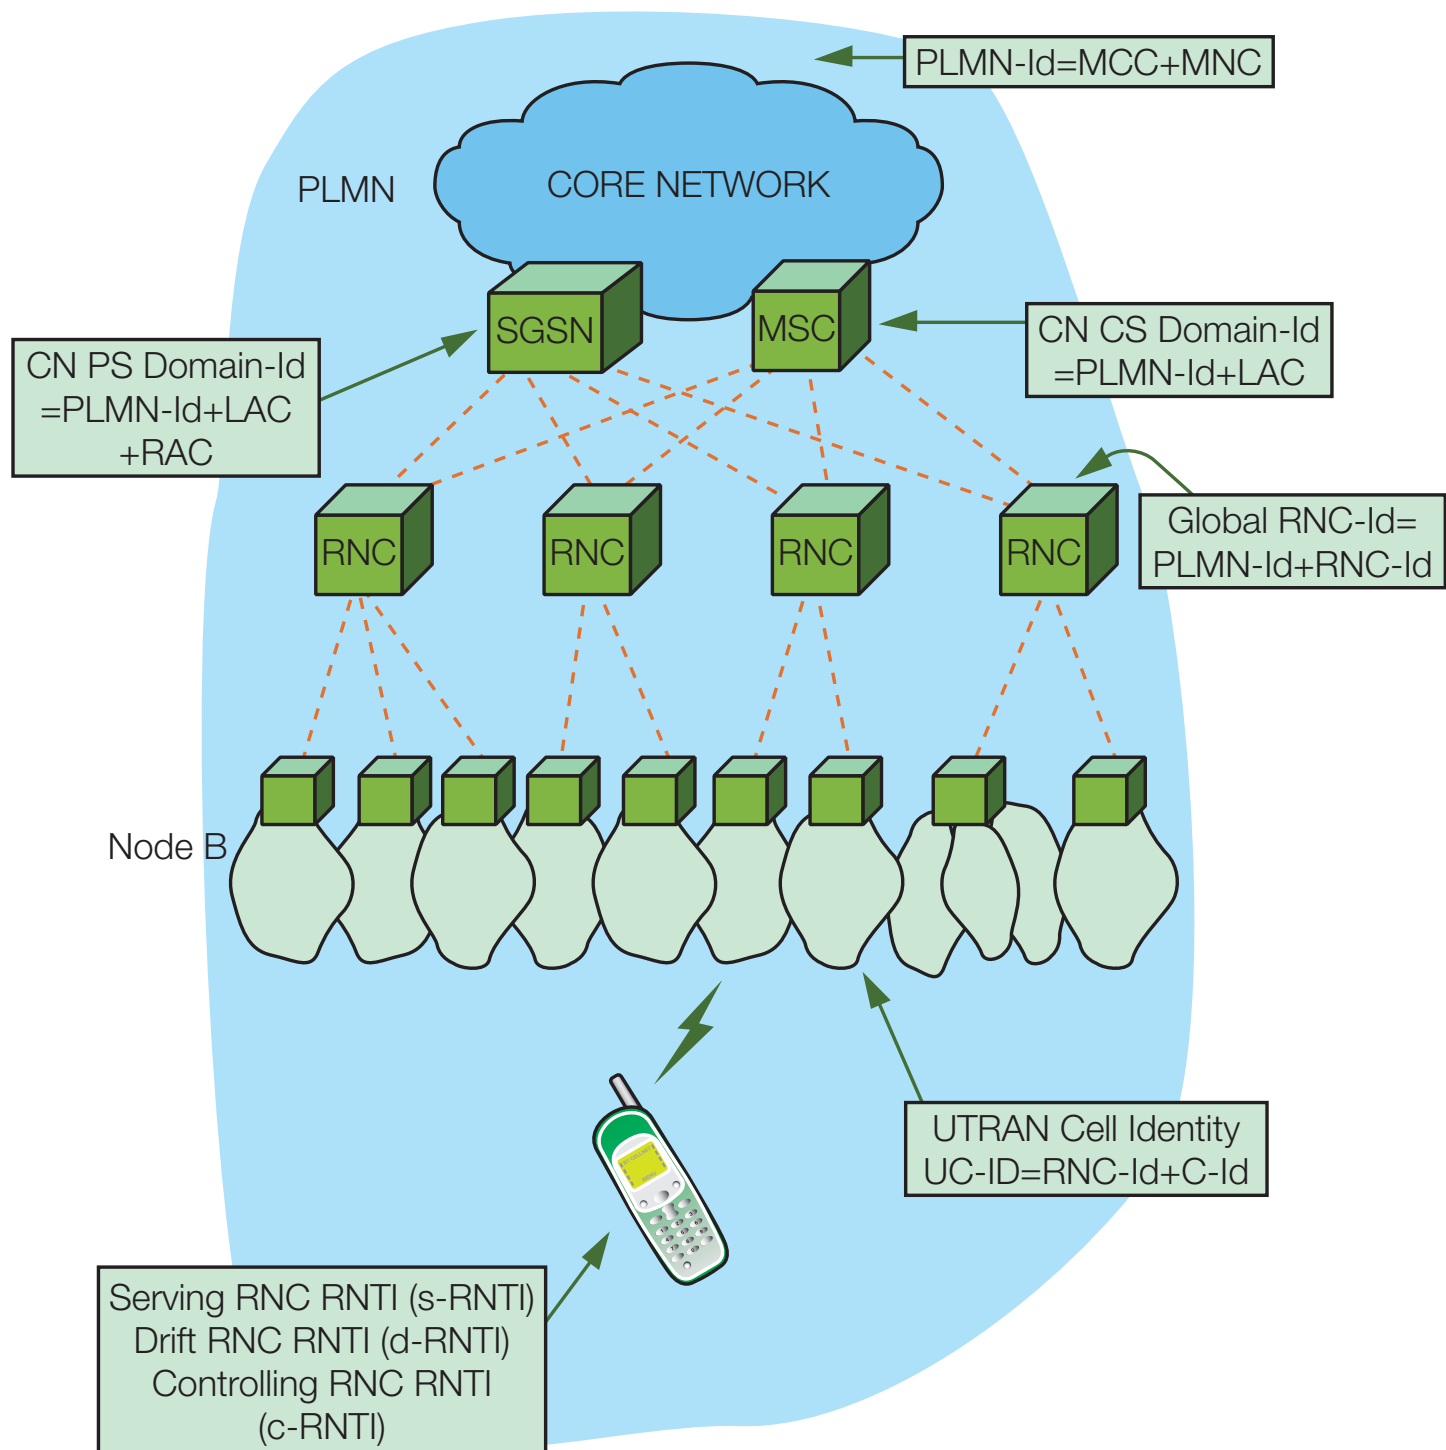 PLMN-Id=MCC+MNC
PLMN
CORE NETWORK
SGSN
MSC
CN CS Domain-Id
=PLMN-Id+LAC
CN PS Domain-Id
=PLMN-Id+LAC
+RAC
RNC
RNC
RNC
RNC
Global RNC-Id=
PLMN-Id+RNC-Id
Node B
UTRAN Cell Identity
UC-ID=RNC-Id+C-Id
MENU
Serving RNC RNTI (s-RNTI)
Drift RNC RNTI (d-RNTI)
Controlling RNC RNTI
(c-RNTI)